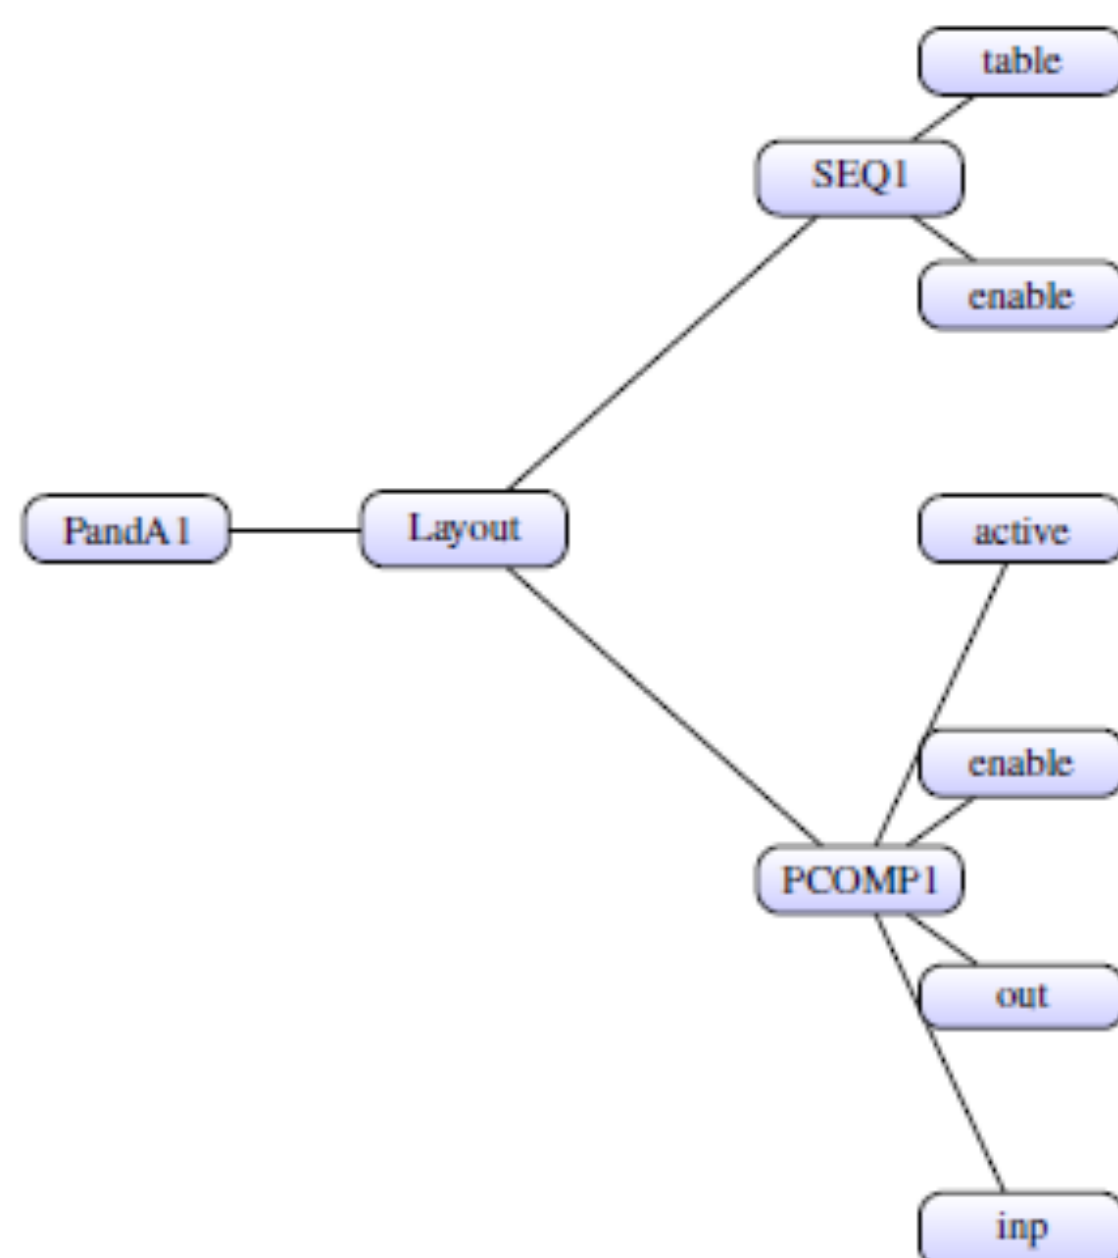 table
SEQ1
enable
PandA1
Layout
active
enable
PCOMP1
out
inp